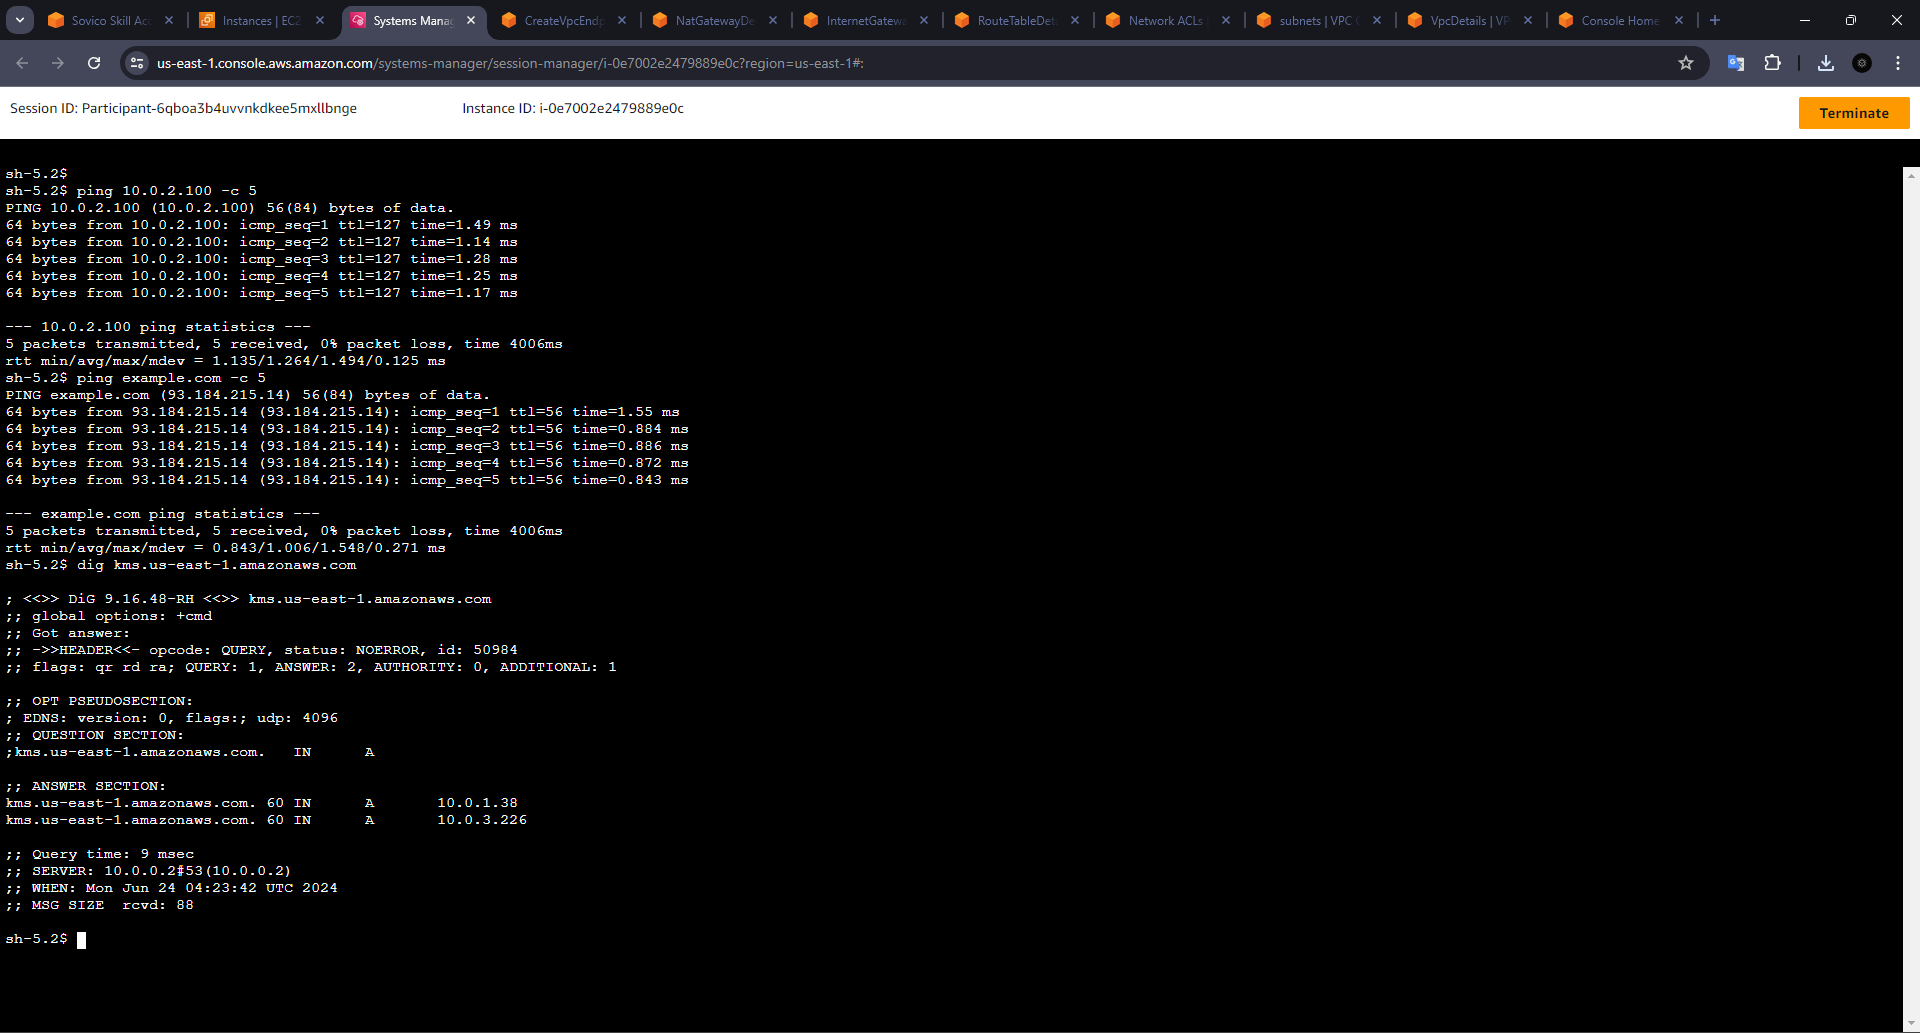 Sovico Skill Acc
Instances | EC2
Systems Manag
CreateVpcEndp
NatGatewayDe
InternetGatewa
RouteTableDeta
Network ACLs |
subnets | VPC C
VpcDetails | VP
Console Home
us-east-1.console.aws.amazon.com/systems-manager/session-manager/i-0e7002e2479889e0c?region=us-east-1#:
Session ID: Participant-6qboa3b4uvvnkdkee5mxllbnge
Instance ID: i-0e7002e2479889e0c
Terminate
sh-5.2$
sh-5.2$ ping 10.0.2.100 -c 5
PING 10.0.2.100 (10.0.2.100) 56(84) bytes of data.
64 bytes from 10.0.2.100: icmp_seq=1 ttl=127 time=1.49 ms
64 bytes from 10.0.2.100: icmp_seq=2 ttl=127 time=1.14 ms
64 bytes from 10.0.2.100: icmp_seq=3 ttl=127 time=1.28 ms
64 bytes from 10.0.2.100: icmp_seq=4 ttl=127 time=1.25 ms
64 bytes from 10.0.2.100: icmp_seq=5 ttl=127 time=1.17 ms
--- 10.0.2.100 ping statistics ---
5 packets transmitted, 5 received, 0% packet loss, time 4006ms
rtt min/avg/max/mdev = 1.135/1.264/1.494/0.125 ms
sh-5.2$ ping example.com -c 5
PING example.com (93.184.215.14) 56(84) bytes of data.
64 bytes from 93.184.215.14 (93.184.215.14): icmp_seq=1 ttl=56 time=1.55 ms
64 bytes from 93.184.215.14 (93.184.215.14): icmp_seq=2 ttl=56 time=0.884 ms
64 bytes from 93.184.215.14 (93.184.215.14): icmp_seq=3 ttl=56 time=0.886 ms
64 bytes from 93.184.215.14 (93.184.215.14): icmp_seq=4 ttl=56 time=0.872 ms
64 bytes from 93.184.215.14 (93.184.215.14): icmp_seq=5 ttl=56 time=0.843 ms
--- example.com ping statistics ---
5 packets transmitted, 5 received, 0% packet loss, time 4006ms
rtt min/avg/max/mdev = 0.843/1.006/1.548/0.271 ms
sh-5.2$ dig kms.us-east-1.amazonaws.com
; <<>> DiG 9.16.48-RH <<>> kms.us-east-1.amazonaws.com
;; global options: +cmd
;; Got answer:
;; ->>HEADER<<- opcode: QUERY, status: NOERROR, id: 50984
;; flags: qr rd ra; QUERY: 1, ANSWER: 2, AUTHORITY: 0, ADDITIONAL: 1
;; OPT PSEUDOSECTION:
; EDNS: version: 0, flags:; udp: 4096
;; QUESTION SECTION:
;kms.us-east-1.amazonaws.com. IN A
;; ANSWER SECTION:
kms.us-east-1.amazonaws.com. 60 IN A 10.0.1.38
kms.us-east-1.amazonaws.com. 60 IN A 10.0.3.226
;; Query time: 9 msec
;; SERVER: 10.0.0.2#53(10.0.0.2)
;; WHEN: Mon Jun 24 04:23:42 UTC 2024
;; MSG SIZE rcvd: 88
sh-5.2$